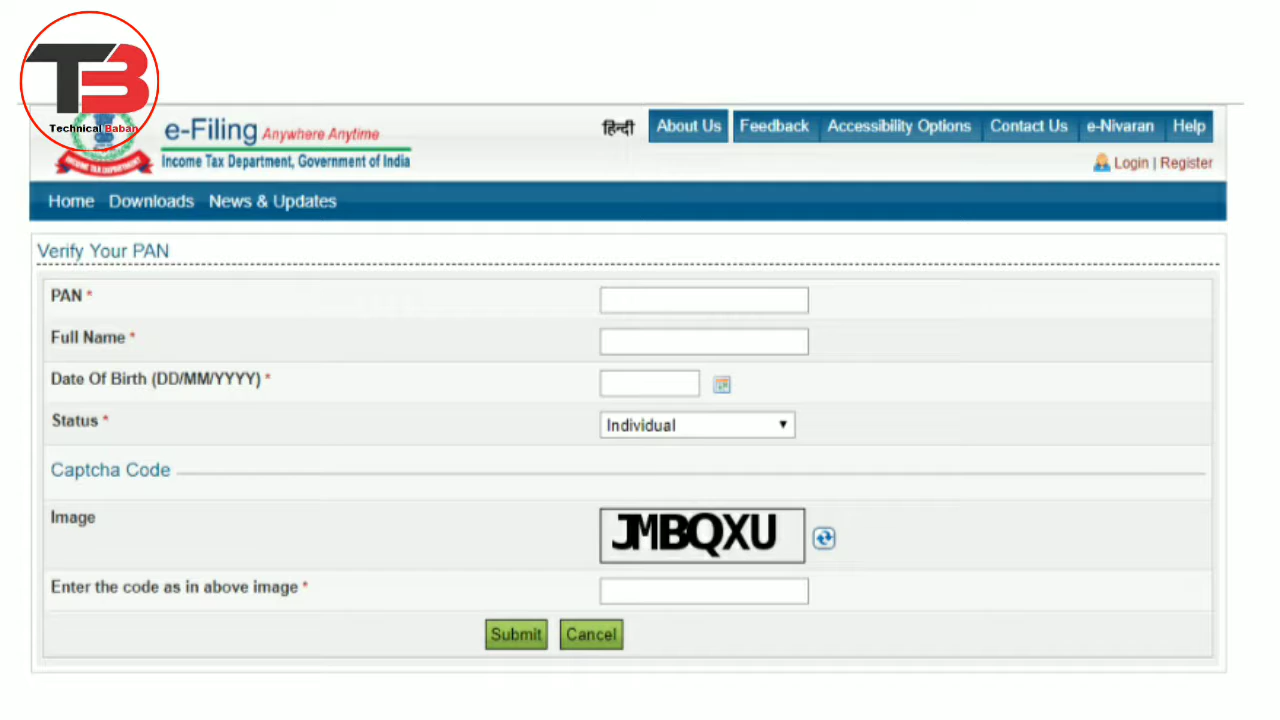 TB
Technical Baban
e-Filing Anywhere Anytime
Income Tax Department, Government of India
हिन्दी About Us Feedback Accessibility Options Contact Us e-Nivaran Help
Login | Register
Home Downloads News & Updates
Verify Your PAN
PAN *
Full Name *
Date Of Birth (DD/MM/YYYY) *
Status * Individual
Captcha Code
Image JMBQXU
Enter the code as in above image *
Submit Cancel